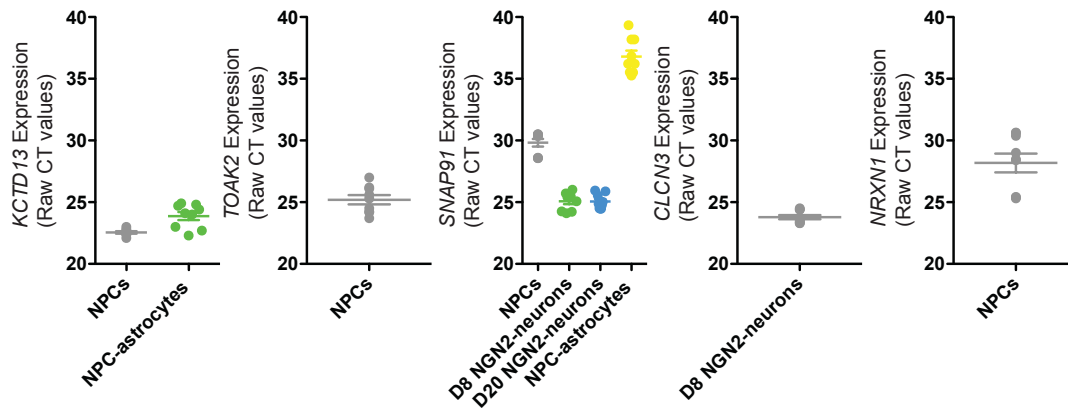 KCTD13 Expression
(Raw CT values)
40
35
30
25
20
NPCs
NPC-astrocytes
TOAK2 Expression
(Raw CT values)
40
35
30
25
20
NPCs
SNAP91 Expression
(Raw CT values)
40
35
30
25
20
NPCs
D8 NGN2-neurons
D20 NGN2-neurons
NPC-astrocytes
CLCN3 Expression
(Raw CT values)
40
35
30
25
20
D8 NGN2-neurons
NRXN1 Expression
(Raw CT values)
40
35
30
25
20
NPCs